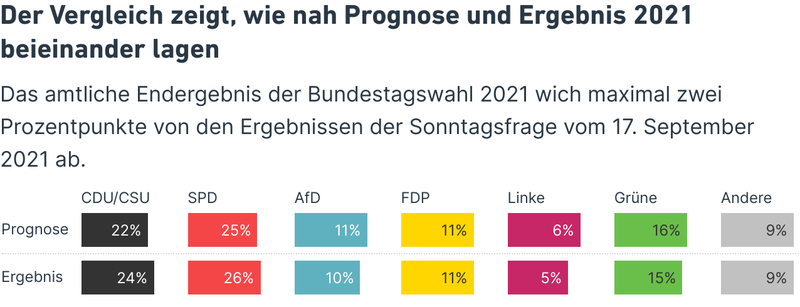 Der Vergleich zeigt, wie nah Prognose und Ergebnis 2021
beieinander lagen
Das amtliche Endergebnis der Bundestagswahl 2021 wich maximal zwei
Prozentpunkte von den Ergebnissen der Sonntagsfrage vom 17. September
2021 ab.
CDU/CSU SPD AfD FDP Linke Grüne Andere
Prognose 22% 25% 11% 11% 6% 16% 9%
Ergebnis 24% 26% 10% 11% 5% 15% 9%